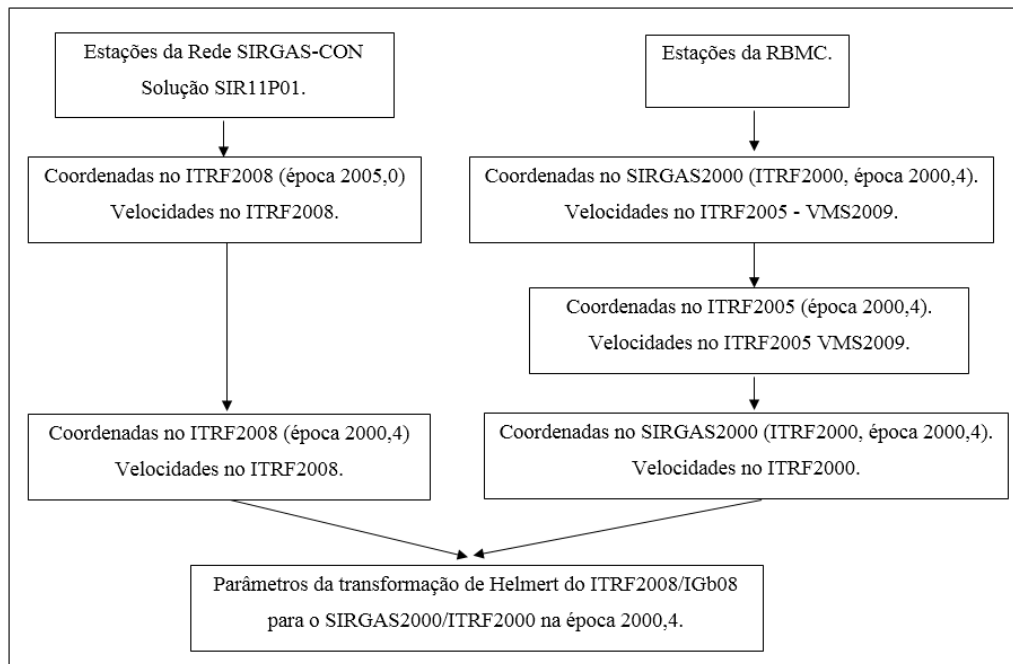 Estações da Rede SIRGAS-CON
Solução SIR11P01.
Coordenadas no ITRF2008 (época 2005,0)
Velocidades no ITRF2008.
Coordenadas no ITRF2008 (época 2000,4)
Velocidades no ITRF2008.
Estações da RBMC.
Coordenadas no SIRGAS2000 (ITRF2000, época 2000,4).
Velocidades no ITRF2005 - VMS2009.
Coordenadas no ITRF2005 (época 2000,4).
Velocidades no ITRF2005 VMS2009.
Coordenadas no SIRGAS2000 (ITRF2000, época 2000,4).
Velocidades no ITRF2000.
Parâmetros da transformação de Helmert do ITRF2008/IGb08
para o SIRGAS2000/ITRF2000 na época 2000,4.